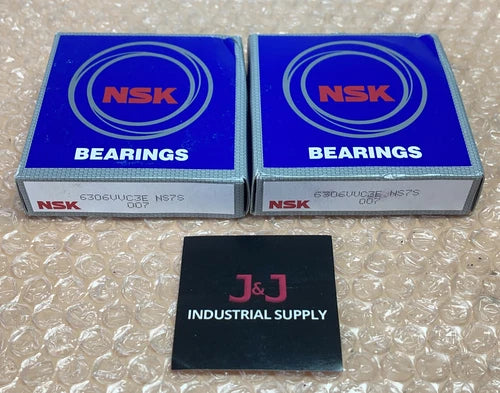 NSK
BEARINGS
NSK 6306VVC3E NS7S
007
NSK
BEARINGS
NSK 6306VVC3E NS7S
007
J&J
INDUSTRIAL SUPPLY